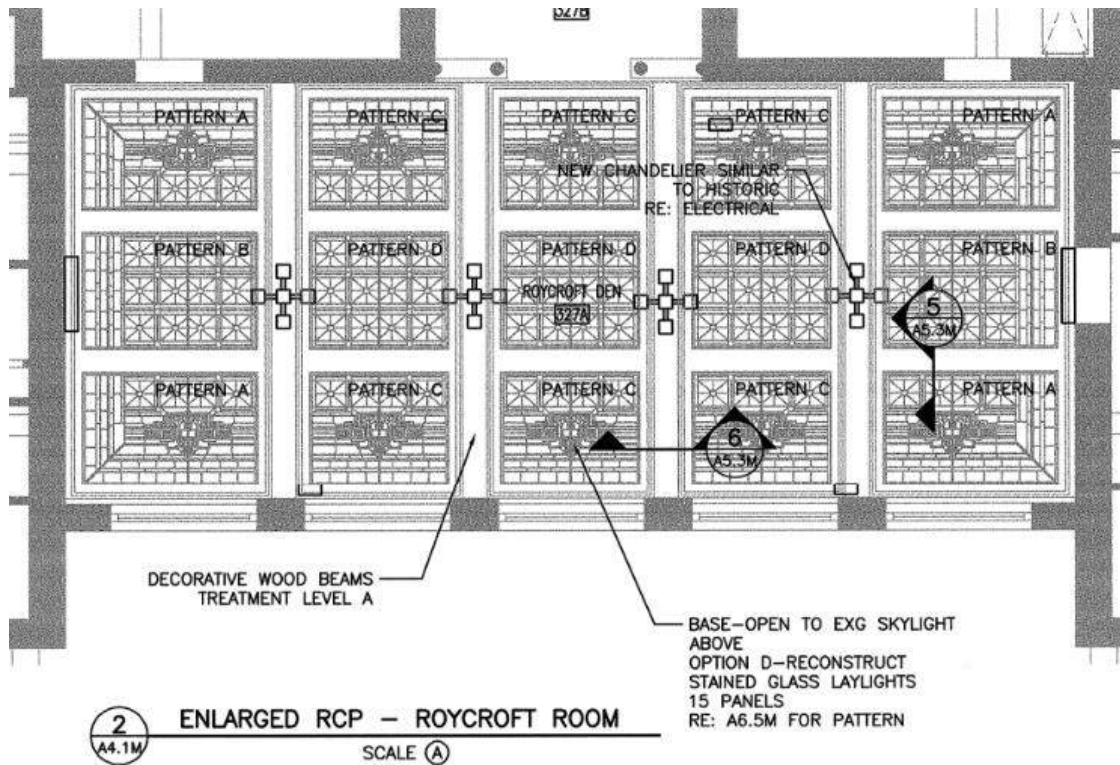 327B
PATTERN A PATTERN C PATTERN C PATTERN C PATTERN A
NEW CHANDELIER SIMILAR
TO HISTORIC
RE: ELECTRICAL
PATTERN B PATTERN D PATTERN D PATTERN D PATTERN B
ROYCROFT DEN
327A
5
A5.3M
PATTERN A PATTERN C PATTERN C PATTERN C PATTERN A
6
A5.3M
DECORATIVE WOOD BEAMS
TREATMENT LEVEL A
BASE-OPEN TO EXG SKYLIGHT
ABOVE
OPTION D-RECONSTRUCT
STAINED GLASS LAYLIGHTS
15 PANELS
RE: A6.5M FOR PATTERN
2
A4.1M
ENLARGED RCP - ROYCROFT ROOM
SCALE A